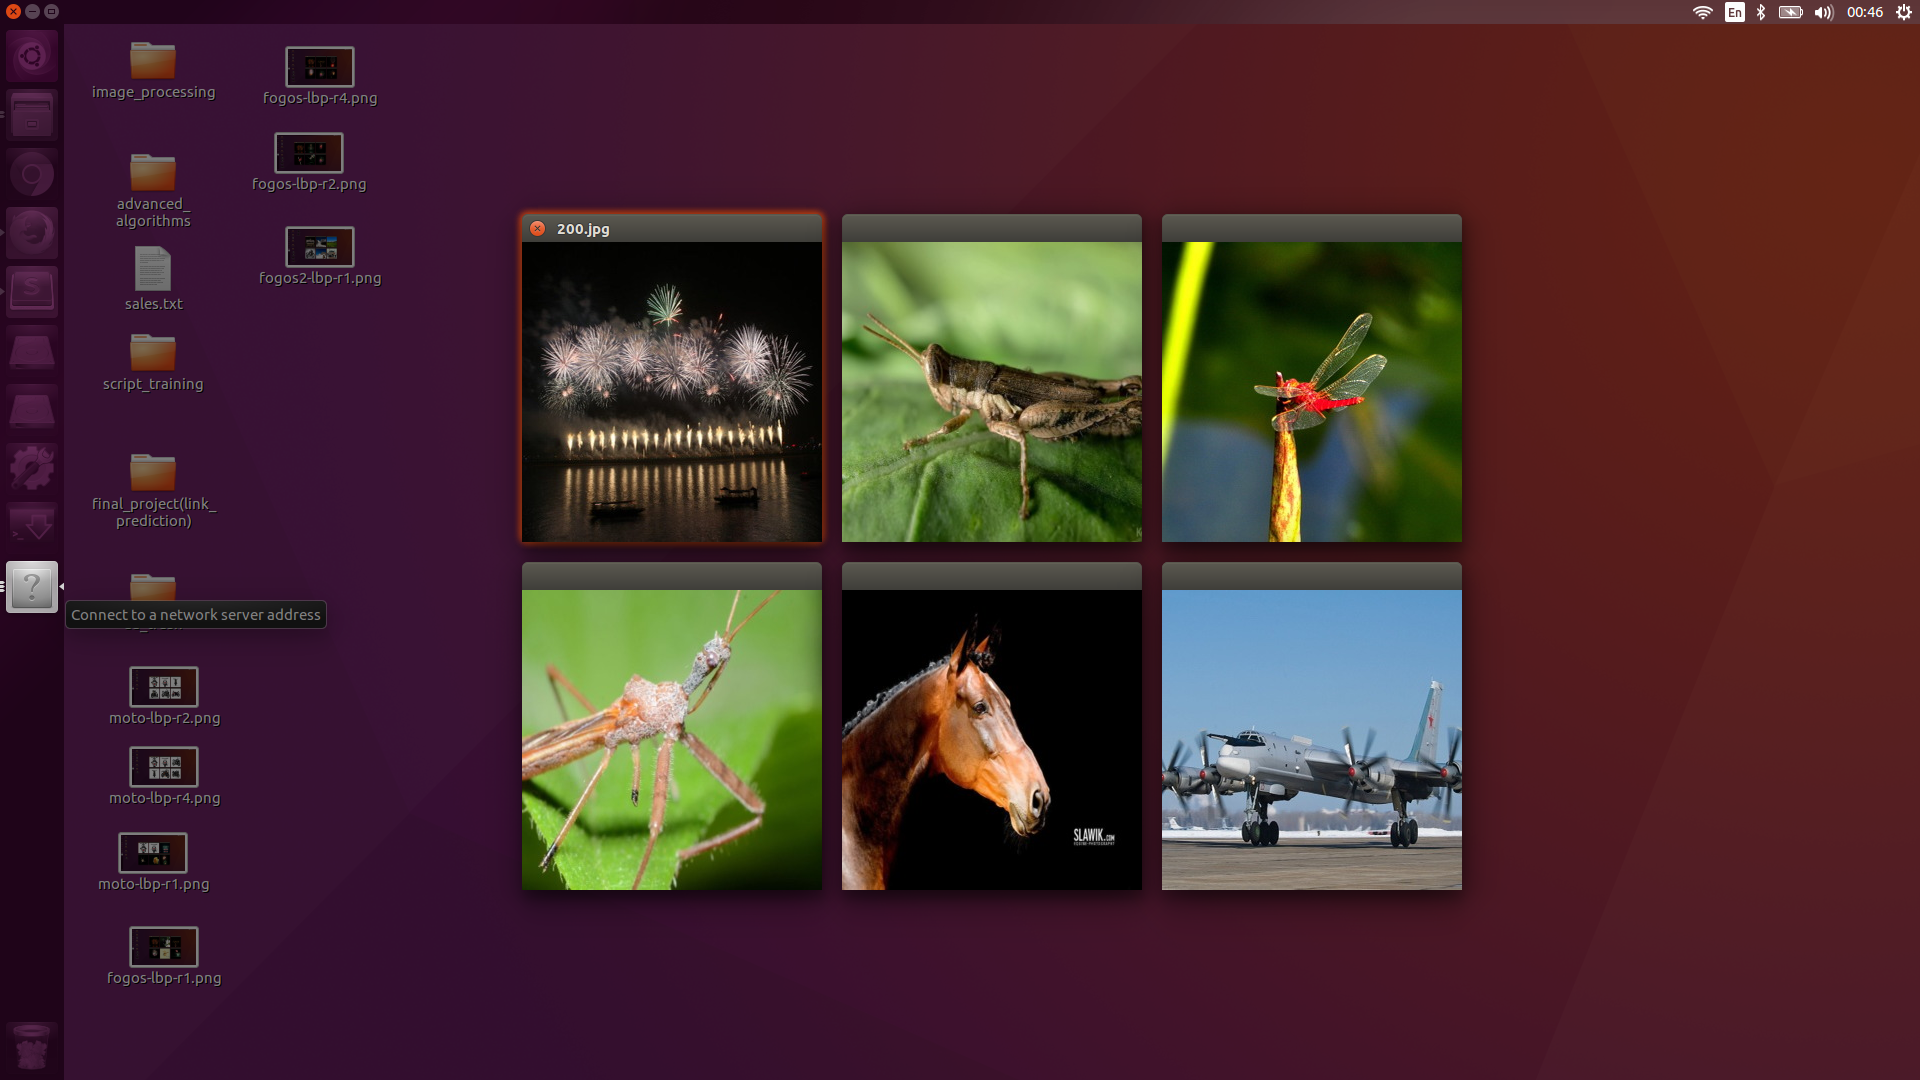 En
00:46
image_processing
fogos-lbp-r4.png
fogos-lbp-r2.png
advanced_
algorithms
fogos2-lbp-r1.png
sales.txt
script_training
final_project(link_
prediction)
Connect to a network server address
moto-lbp-r2.png
moto-lbp-r4.png
moto-lbp-r1.png
fogos-lbp-r1.png
200.jpg
SLAWIK.COM
EQUINE-PHOTOGRAPHY
S
?